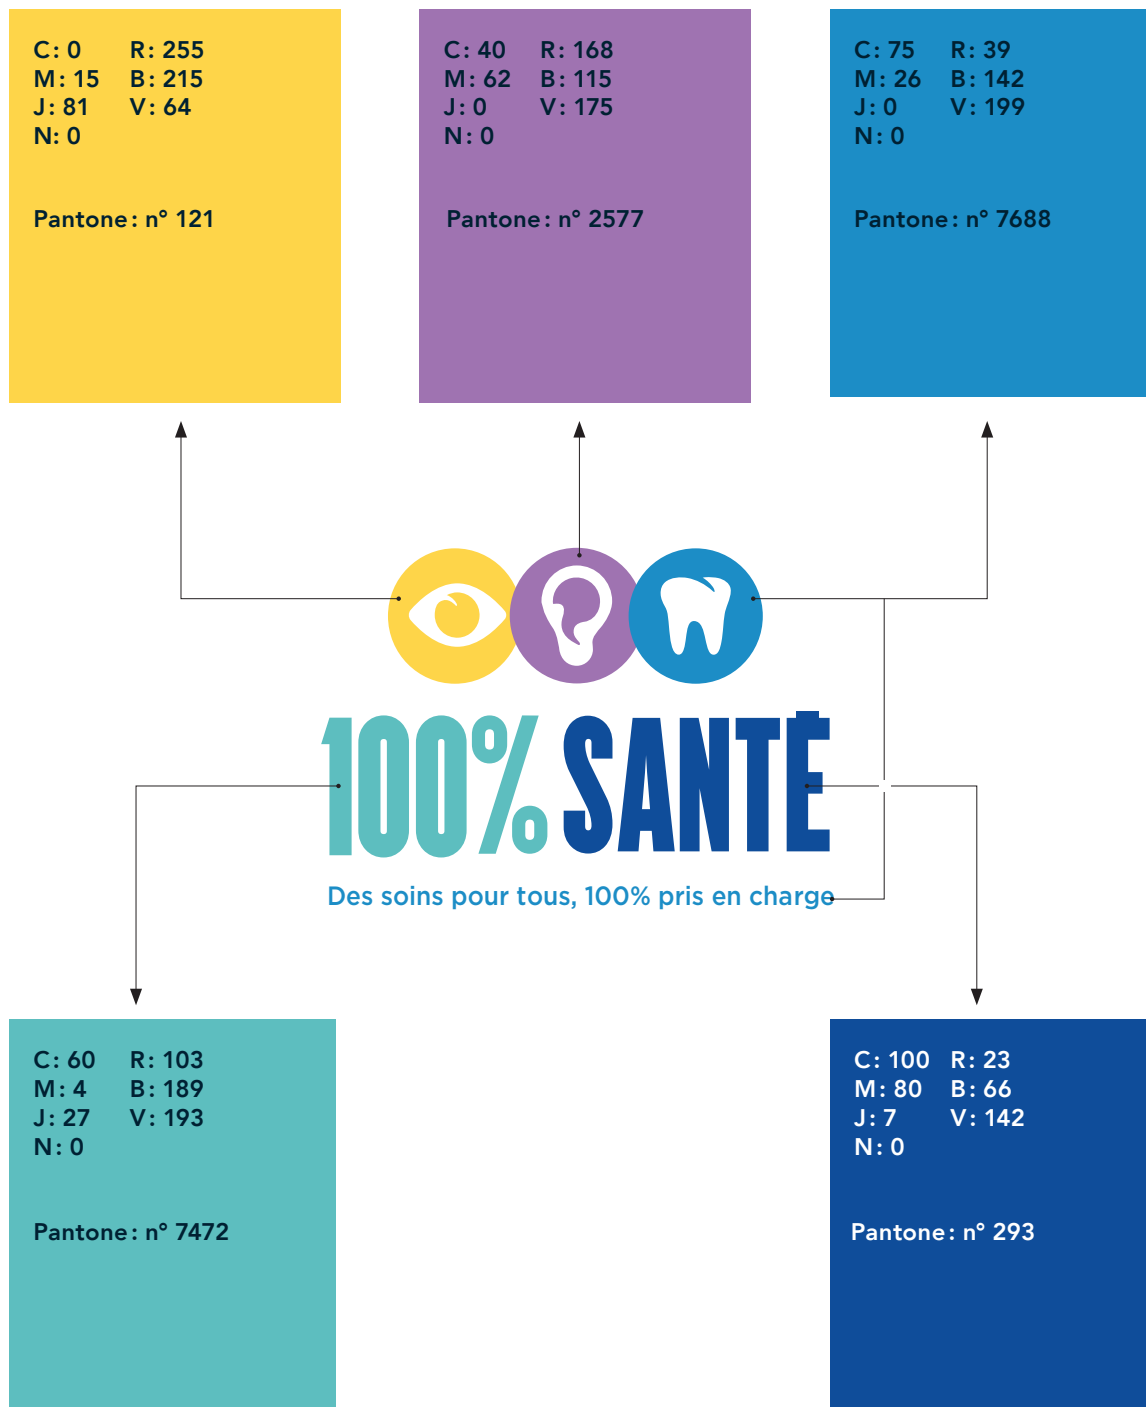 C: 0 R: 255
M: 15 B: 215
J: 81 V: 64
N: 0
Pantone: n° 121
C: 40 R: 168
M: 62 B: 115
J: 0 V: 175
N: 0
Pantone: n° 2577
C: 75 R: 39
M: 26 B: 142
J: 0 V: 199
N: 0
Pantone: n° 7688
100% SANTÉ
Des soins pour tous, 100% pris en charge
C: 60 R: 103
M: 4 B: 189
J: 27 V: 193
N: 0
Pantone: n° 7472
C: 100 R: 23
M: 80 B: 66
J: 7 V: 142
N: 0
Pantone: n° 293